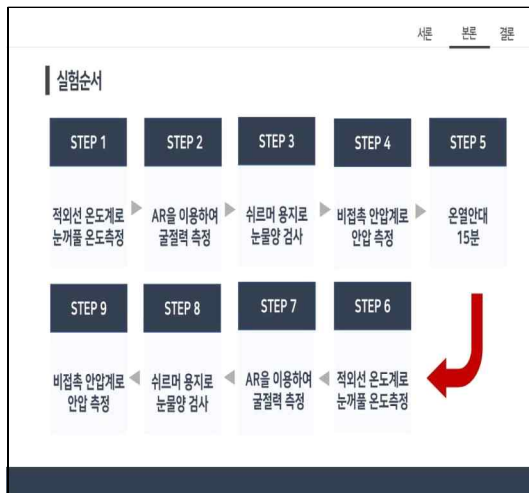 서론 본론 결론
실험순서
STEP 1
적외선 온도계로
눈꺼풀 온도측정
STEP 2
AR을 이용하여
굴절력 측정
STEP 3
쉬르머 용지로
눈물양 검사
STEP 4
비접촉 안압계로
안압 측정
STEP 5
온열안대
15분
STEP 6
적외선 온도계로
눈꺼풀 온도측정
STEP 7
AR을 이용하여
굴절력 측정
STEP 8
쉬르머 용지로
눈물양 검사
STEP 9
비접촉 안압계로
안압 측정